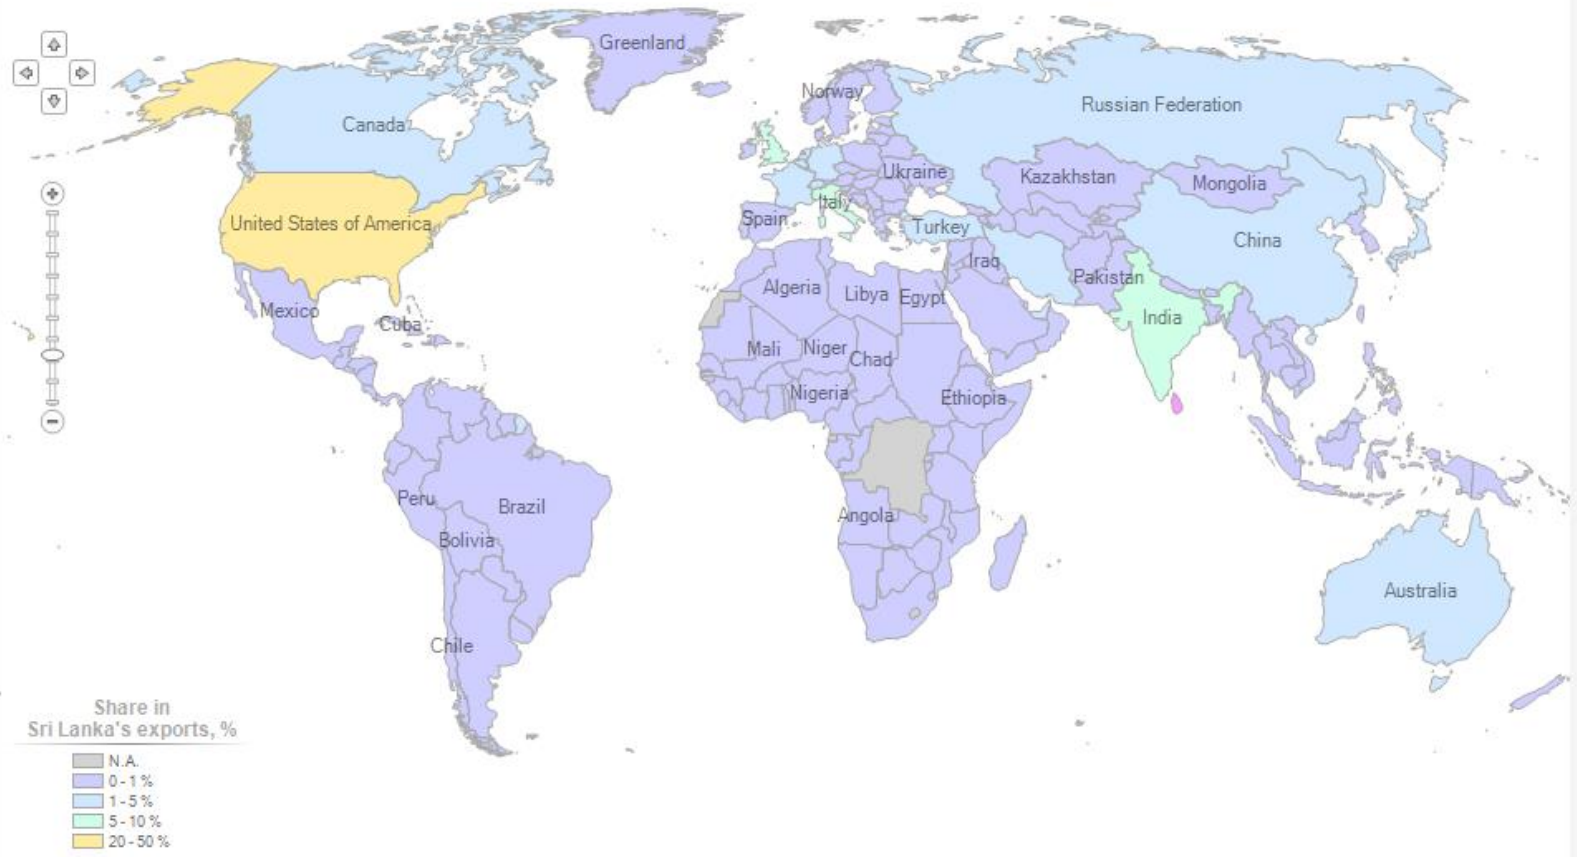 Greenland
Norway
Russian Federation
Canada
Ukraine
Kazakhstan
Mongolia
Italy
Spain
United States of America
Turkey
China
Iraq
Pakistan
Algeria
Libya
Egypt
Mexico
Cuba
India
Mali
Niger
Chad
Nigeria
Ethiopia
Peru
Brazil
Angola
Bolivia
Australia
Chile
Share in
Sri Lanka's exports, %
N.A.
0 - 1 %
1 - 5 %
5 - 10 %
20 - 50 %